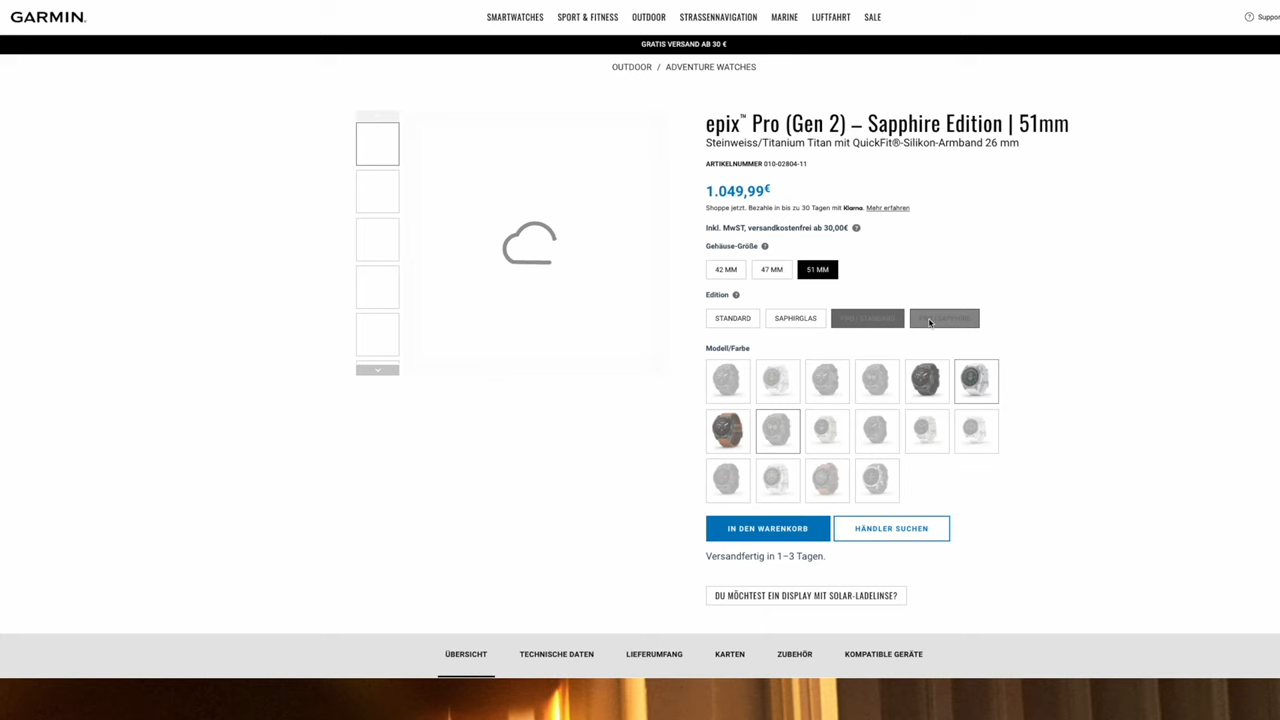 GARMIN.
SMARTWATCHES SPORT & FITNESS OUTDOOR STRASSENNAVIGATION MARINE LUFTFAHRT SALE
Suppor
GRATIS VERSAND AB 30 €
OUTDOOR / ADVENTURE WATCHES
epix™ Pro (Gen 2) – Sapphire Edition | 51mm
Steinweiss/Titanium Titan mit QuickFit®-Silikon-Armband 26 mm
ARTIKELNUMMER 010-02804-11
1.049,99€
Shoppe jetzt. Bezahle in bis zu 30 Tagen mit Klarna. Mehr erfahren
Inkl. MwST, versandkostenfrei ab 30,00€ ?
Gehäuse-Größe ?
42 MM 47 MM 51 MM
Edition ?
STANDARD SAPHIRGLAS PRO | STANDARD
Modell/Farbe
IN DEN WARENKORB HÄNDLER SUCHEN
Versandfertig in 1–3 Tagen.
DU MÖCHTEST EIN DISPLAY MIT SOLAR-LADELINSE?
ÜBERSICHT TECHNISCHE DATEN LIEFERUMFANG KARTEN ZUBEHÖR KOMPATIBLE GERÄTE